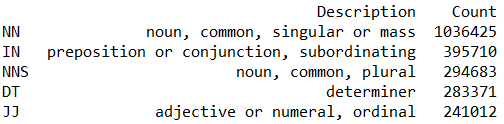 Description Count
NN noun, common, singular or mass 1036425
IN preposition or conjunction, subordinating 395710
NNS noun, common, plural 294683
DT determiner 283371
JJ adjective or numeral, ordinal 241012